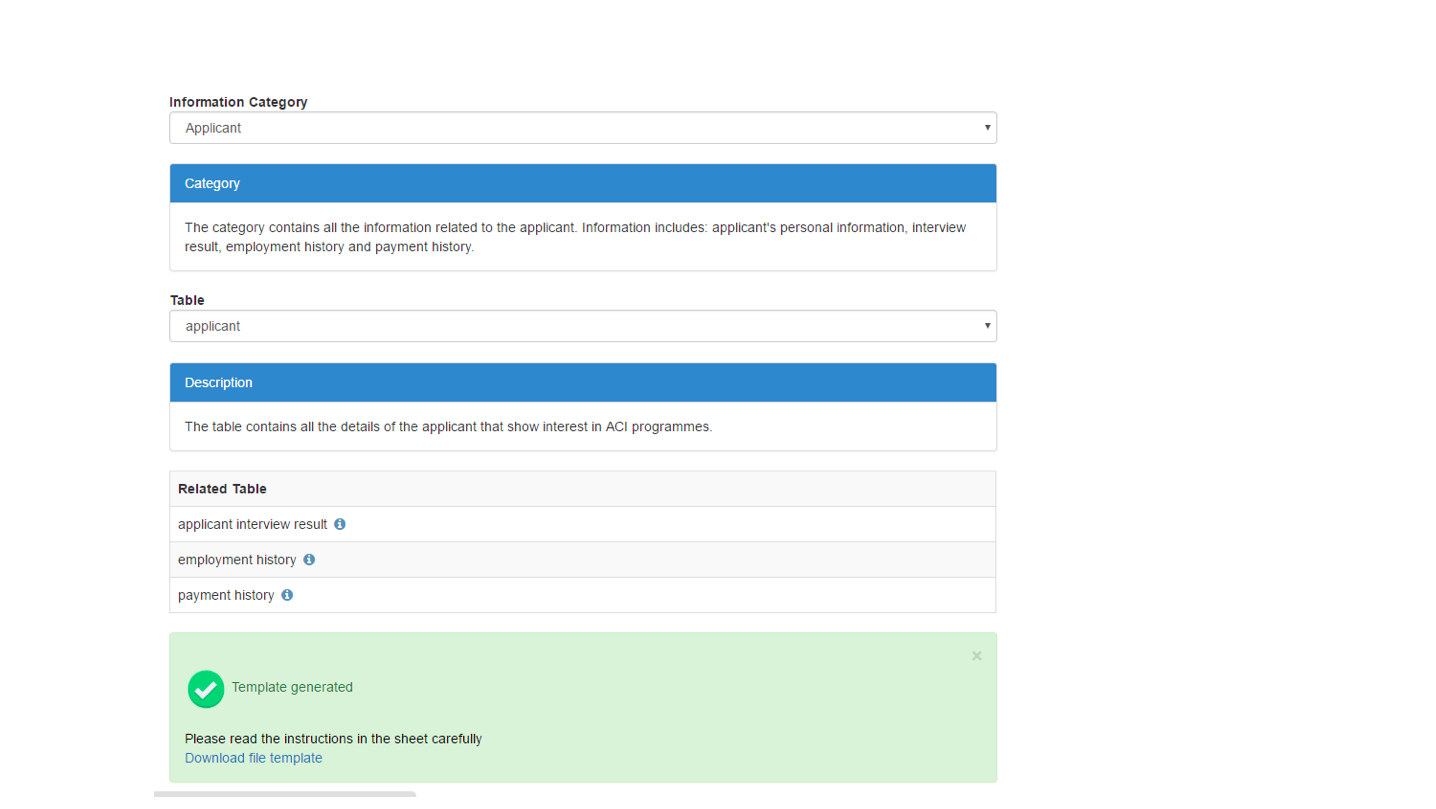 Information Category
Applicant
Category
The category contains all the information related to the applicant. Information includes: applicant's personal information, interview
result, employment history and payment history.
Table
applicant
Description
The table contains all the details of the applicant that show interest in ACI programmes.
Related Table
applicant interview result
employment history
payment history
Template generated
Please read the instructions in the sheet carefully
Download file template